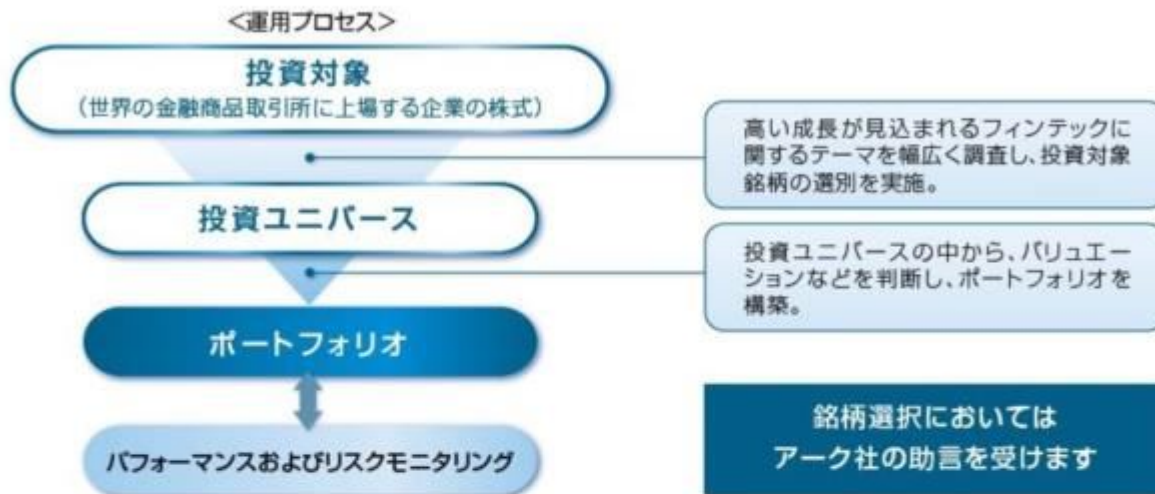 <運用プロセス>
投資対象
(世界の金融商品取引所に上場する企業の株式)
高い成長が見込まれるフィンテックに
関するテーマを幅広く調査し、投資対象
銘柄の選別を実施。
投資ユニバース
投資ユニバースの中から、バリュエー
ションなどを判断し、ポートフォリオを
構築。
ポートフォリオ
パフォーマンスおよびリスクモニタリング
銘柄選択においては
アーク社の助言を受けます